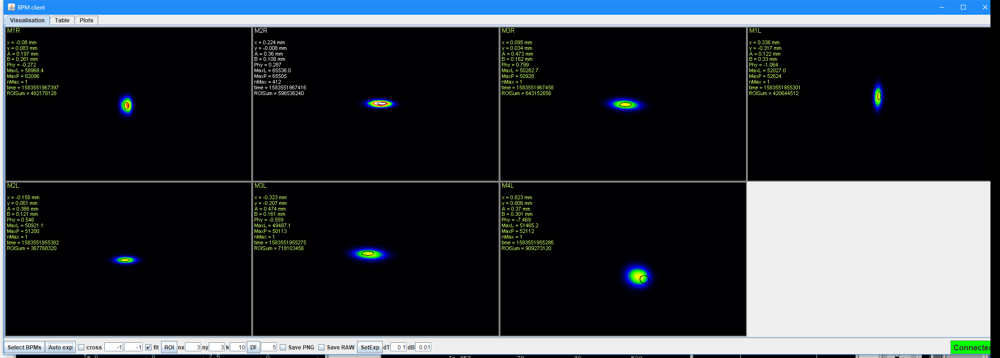 BPM client
Visualisation Table Plots
M1R
x = -0.08 mm
y = 0.083 mm
A = 0.197 mm
B = 0.261 mm
Phy = -0.272
MaxL = 58968.4
MaxP = 62096
nMax = 1
time = 1583551967397
ROISum = 482178128
M2R
x = 0.224 mm
y = -0.008 mm
A = 0.36 mm
B = 0.108 mm
Phy = 0.287
MaxL = 65536.0
MaxP = 65505
nMax = 412
time = 1583551967416
ROISum = 596536240
M3R
x = 0.095 mm
y = 0.034 mm
A = 0.473 mm
B = 0.162 mm
Phy = 0.799
MaxL = 50282.7
MaxP = 50928
nMax = 1
time = 1583551967458
ROISum = 643152656
M1L
x = 0.336 mm
y = -0.317 mm
A = 0.122 mm
B = 0.33 mm
Phy = -1.064
MaxL = 52027.0
MaxP = 52624
nMax = 1
time = 1583551955301
ROISum = 420644512
M2L
x = -0.158 mm
y = 0.061 mm
A = 0.366 mm
B = 0.121 mm
Phy = 0.546
MaxL = 50921.1
MaxP = 51200
nMax = 1
time = 1583551955382
ROISum = 367768320
M3L
x = -0.323 mm
y = -0.207 mm
A = 0.474 mm
B = 0.161 mm
Phy = -0.559
MaxL = 49487.1
MaxP = 50113
nMax = 1
time = 1583551955275
ROISum = 718103456
M4L
x = 0.823 mm
y = 0.806 mm
A = 0.37 mm
B = 0.301 mm
Phy = -7.469
MaxL = 51465.2
MaxP = 52112
nMax = 1
time = 1583551955286
ROISum = 909273120
Select BPMs Auto exp cross -1 -1 fit ROI nx 3 ny 3 k 10 DF 5 Save PNG Save RAW SetExp dT 0.1 dB 0.01 Connected